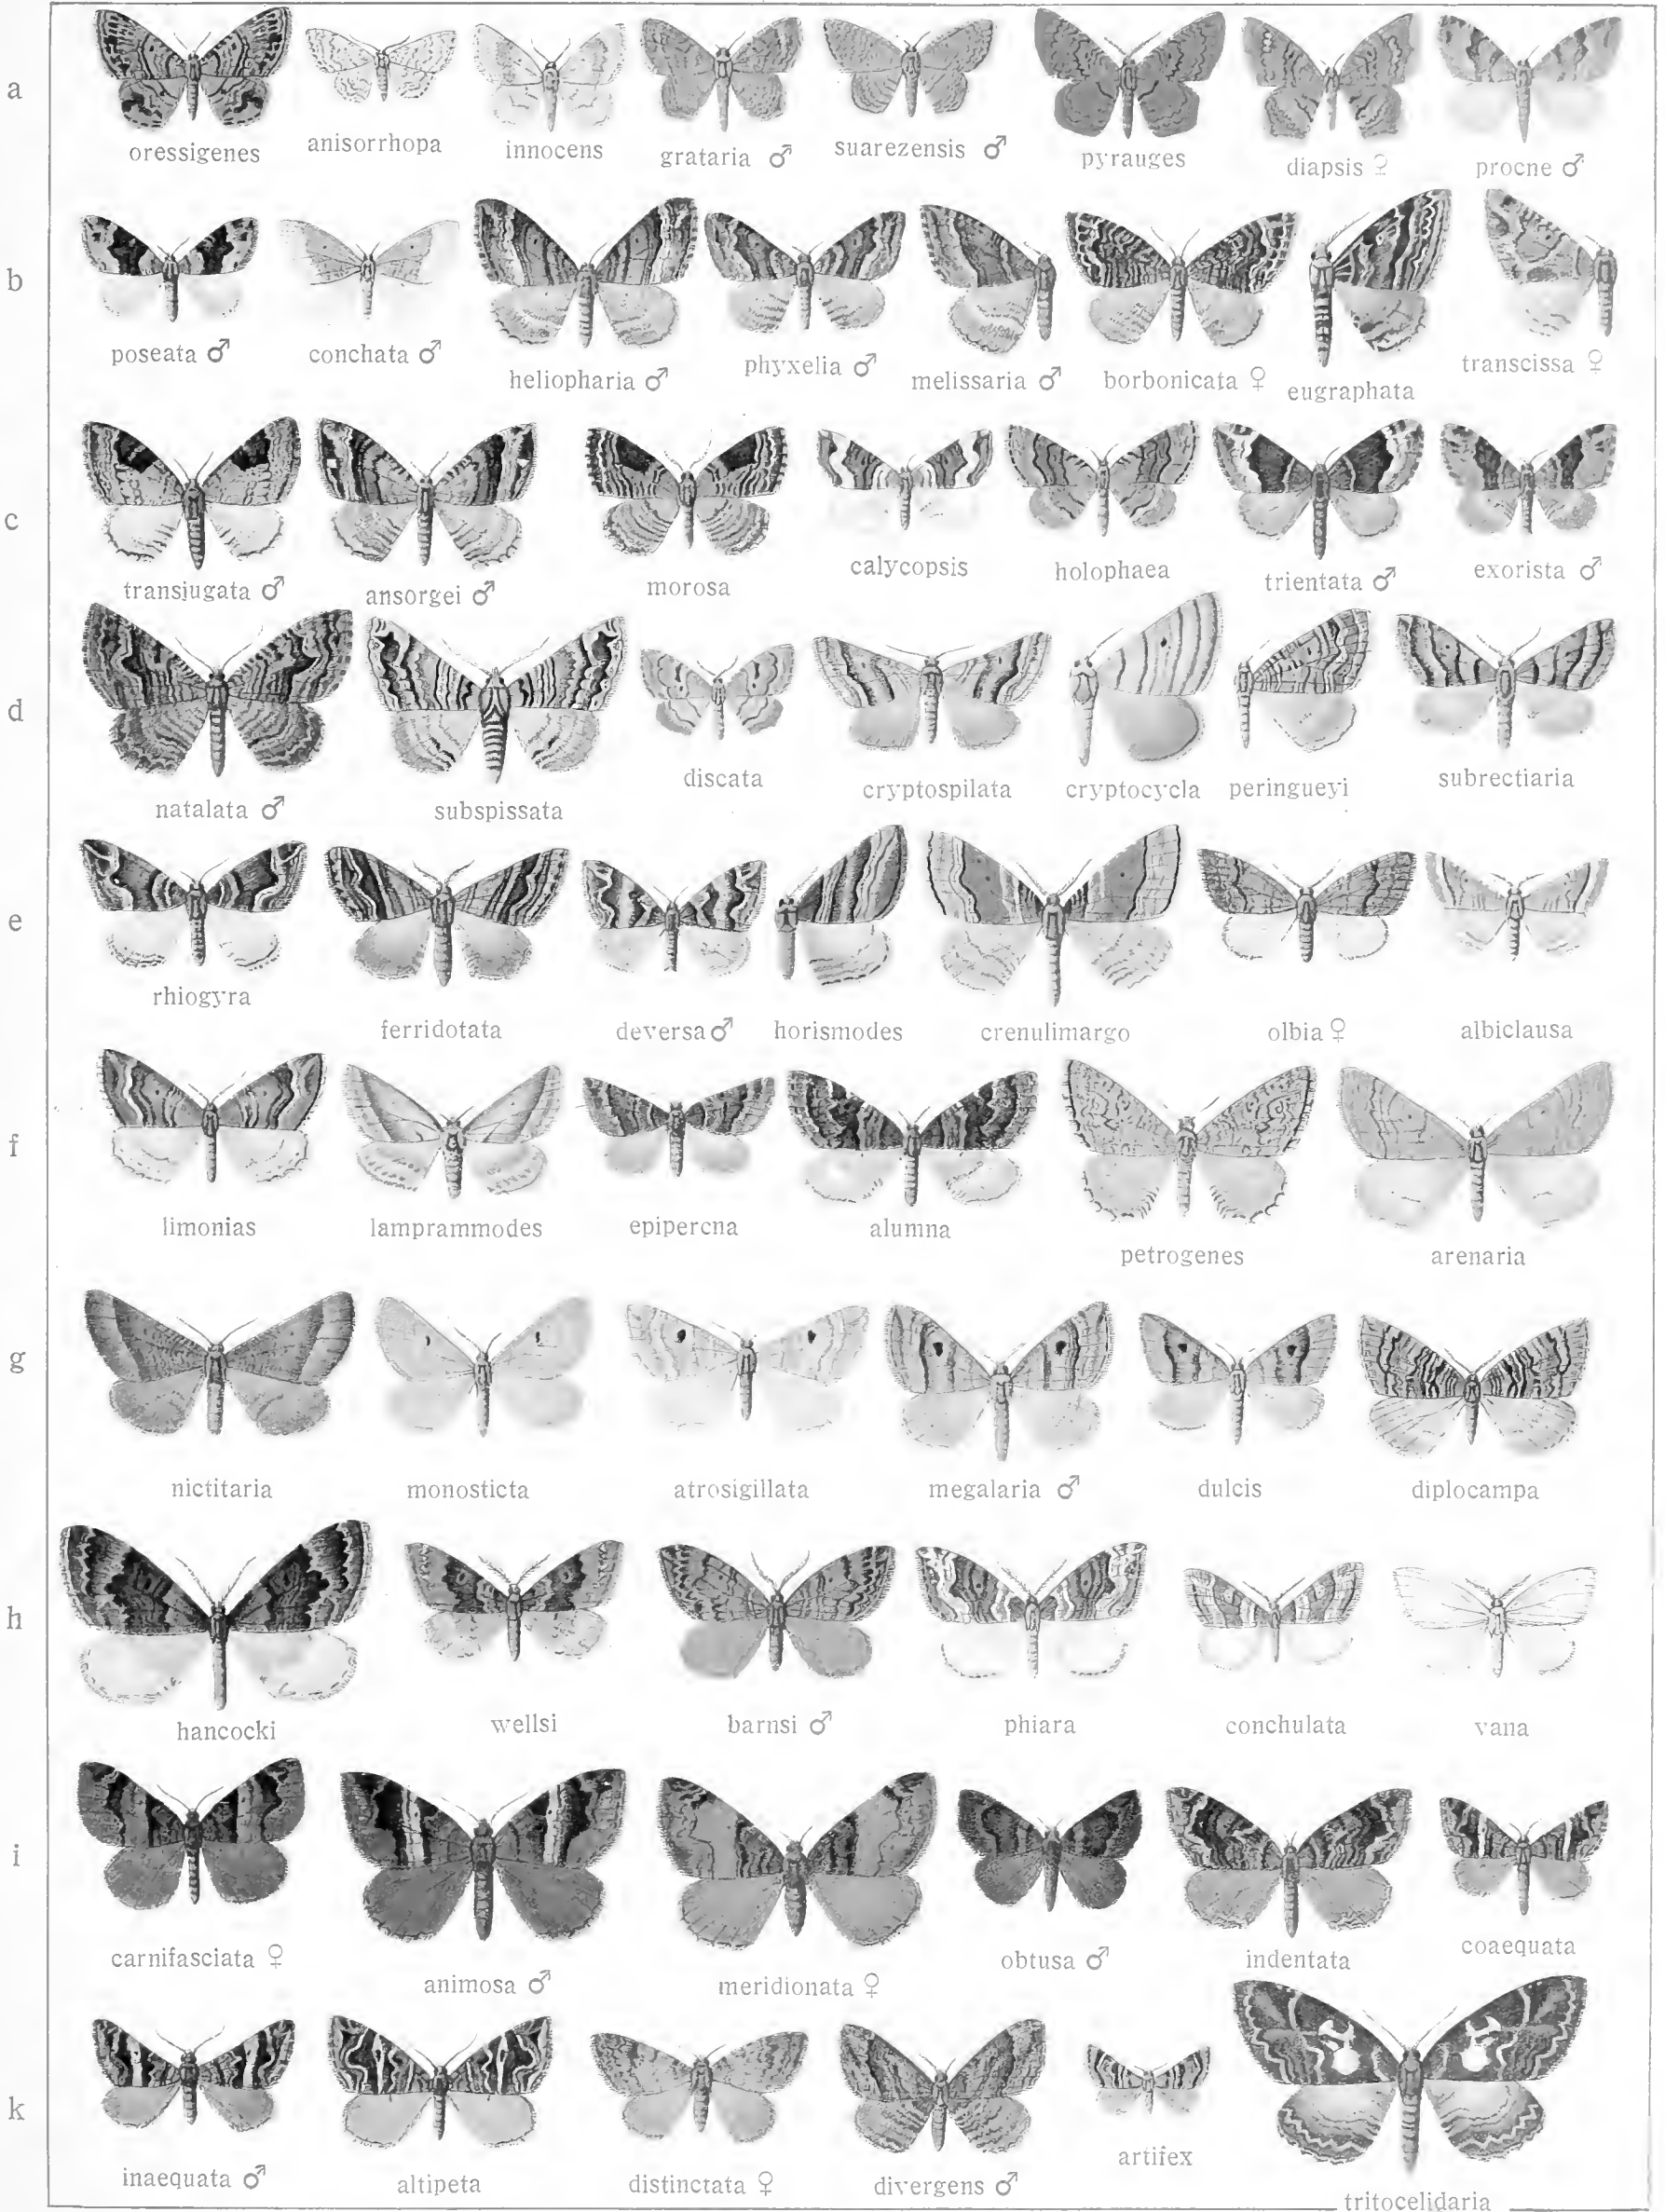 a
oressigenes anisorrhopa innocens grataria ♂ suarezensis ♂ pyrauges diapsis ♀ procne ♂
b
poseata ♂ conchata ♂ heliopharia ♂ phyxelia ♂ melissaria ♂ borbonicata ♀ eugraphata transcissa ♀
c
transjugata ♂ ansorgei ♂ morosa calycopsis holophaea trientata ♂ exorista ♂
d
natalata ♂ subspissata discata cryptospilata cryptocycla peringueyi subrectiaria
e
rhiogyra ferridotata deversa ♂ horismodes crenulimargo olbia ♀ albiclausa
f
limonias lamprammodes epipercna alumna petrogenes arenaria
g
nictitaria monosticta atrosigillata megalaria ♂ dulcis diplocampa
h
hancocki wellsi barnsi ♂ phiara conchulata vana
i
carnifasciata ♀ animosa ♂ meridionata ♀ obtusa ♂ indentata coaequata
k
inaequata ♂ altipeta distinctata ♀ divergens ♂ artifex tritocelidaria